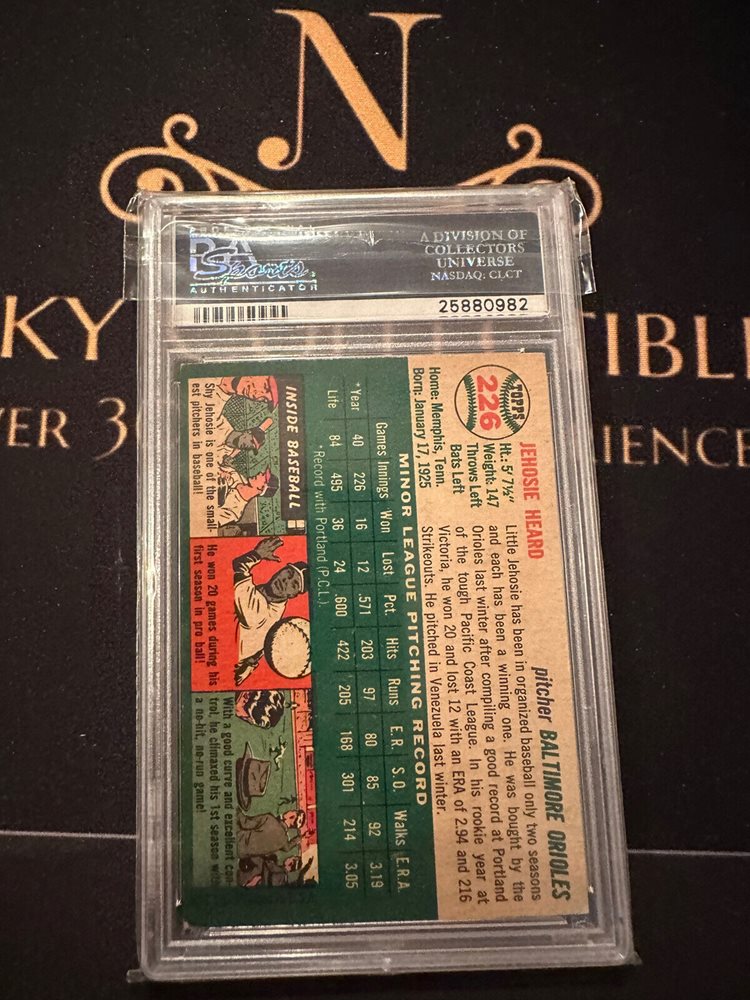 N
KY TIBL
VER 3 IENCE
PSA
Sports
AUTHENTICATOR
A DIVISION OF
COLLECTORS
UNIVERSE
NASDAQ: CLCT
25880982
TOPPS
226
JEHOSIE HEARD
pitcher BALTIMORE ORIOLES
Ht.: 5' 7½"
Weight: 147
Throws Left
Bats Left
Home: Memphis, Tenn.
Born: January 17, 1925
Little Jehosie has been in organized baseball only two seasons
and each has been a winning one. He was bought by the
Orioles last winter after compiling a good record at Portland
of the tough Pacific Coast League. In his rookie year at
Victoria, he won 20 and lost 12 with an ERA of 2.94 and 216
Strikeouts. He pitched in Venezuela last winter.
MINOR LEAGUE PITCHING RECORD
Games Innings Won Lost Pct. Hits Runs E.R. S.O. Walks E.R.A.
*Year 40 226 16 12 .571 203 97 80 85 92 3.19
Life 84 495 36 24 .600 422 205 168 301 214 3.05
*Record with Portland (P.C.L.).
INSIDE BASEBALL
Shy Jehosie is one of the small-
est pitchers in baseball!
He won 20 games during his
first season in pro ball!
With a good curve and excellent con-
trol, he climaxed his 1st season with
a no-hit, no-run game!